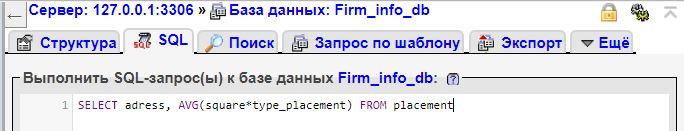 Сервер: 127.0.0.1:3306 » База данных: Firm_info_db
Структура SQL Поиск Запрос по шаблону Экспорт Ещё
Выполнить SQL-запрос(ы) к базе данных Firm_info_db:
1 SELECT adress, AVG(square*type_placement) FROM placement